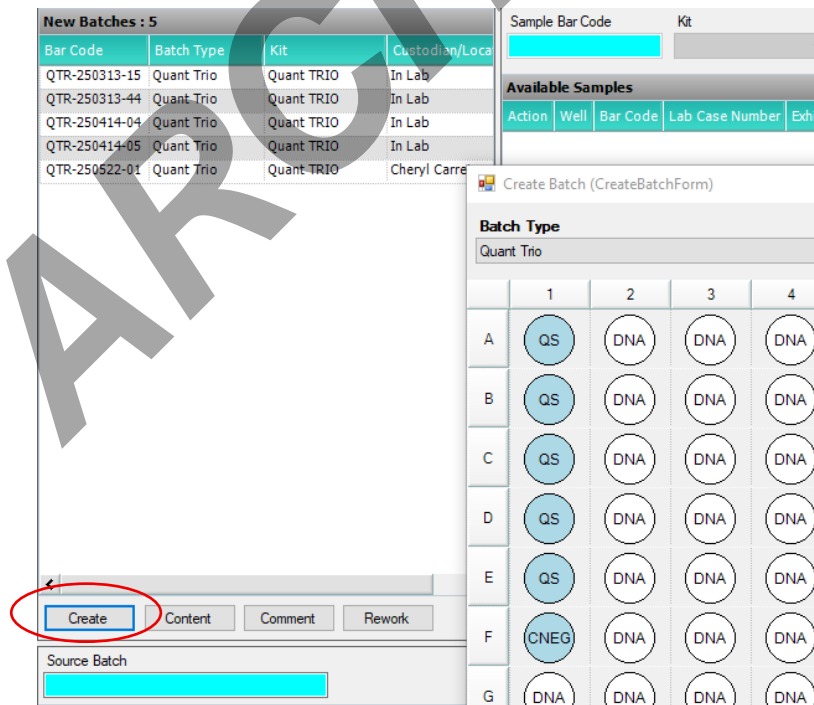 New Batches : 5
Bar Code Batch Type Kit Custodian/Loca
QTR-250313-15 Quant Trio Quant TRIO In Lab
QTR-250313-44 Quant Trio Quant TRIO In Lab
QTR-250414-04 Quant Trio Quant TRIO In Lab
QTR-250414-05 Quant Trio Quant TRIO In Lab
QTR-250522-01 Quant Trio Quant TRIO Cheryl Carre
Create Content Comment Rework
Source Batch
Sample Bar Code Kit
Available Samples
Action Well Bar Code Lab Case Number Exh
Create Batch (CreateBatchForm)
Batch Type
Quant Trio
1 2 3 4
A QS DNA DNA DNA
B QS DNA DNA DNA
C QS DNA DNA DNA
D QS DNA DNA DNA
E QS DNA DNA DNA
F CNEG DNA DNA DNA
G DNA DNA DNA DNA
ARCH